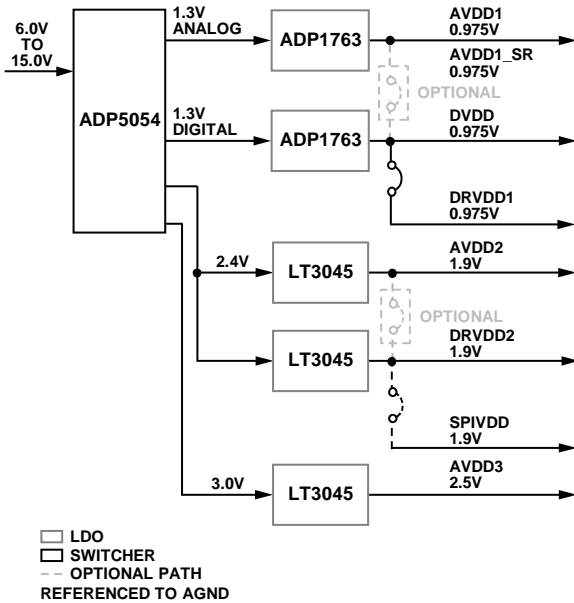 6.0V
TO
15.0V
ADP5054
1.3V
ANALOG
ADP1763
AVDD1
0.975V
AVDD1_SR
0.975V
OPTIONAL
1.3V
DIGITAL
ADP1763
DVDD
0.975V
DRVDD1
0.975V
2.4V
LT3045
AVDD2
1.9V
OPTIONAL
LT3045
DRVDD2
1.9V
SPIVDD
1.9V
3.0V
LT3045
AVDD3
2.5V
LDO
SWITCHER
OPTIONAL PATH
REFERENCED TO AGND